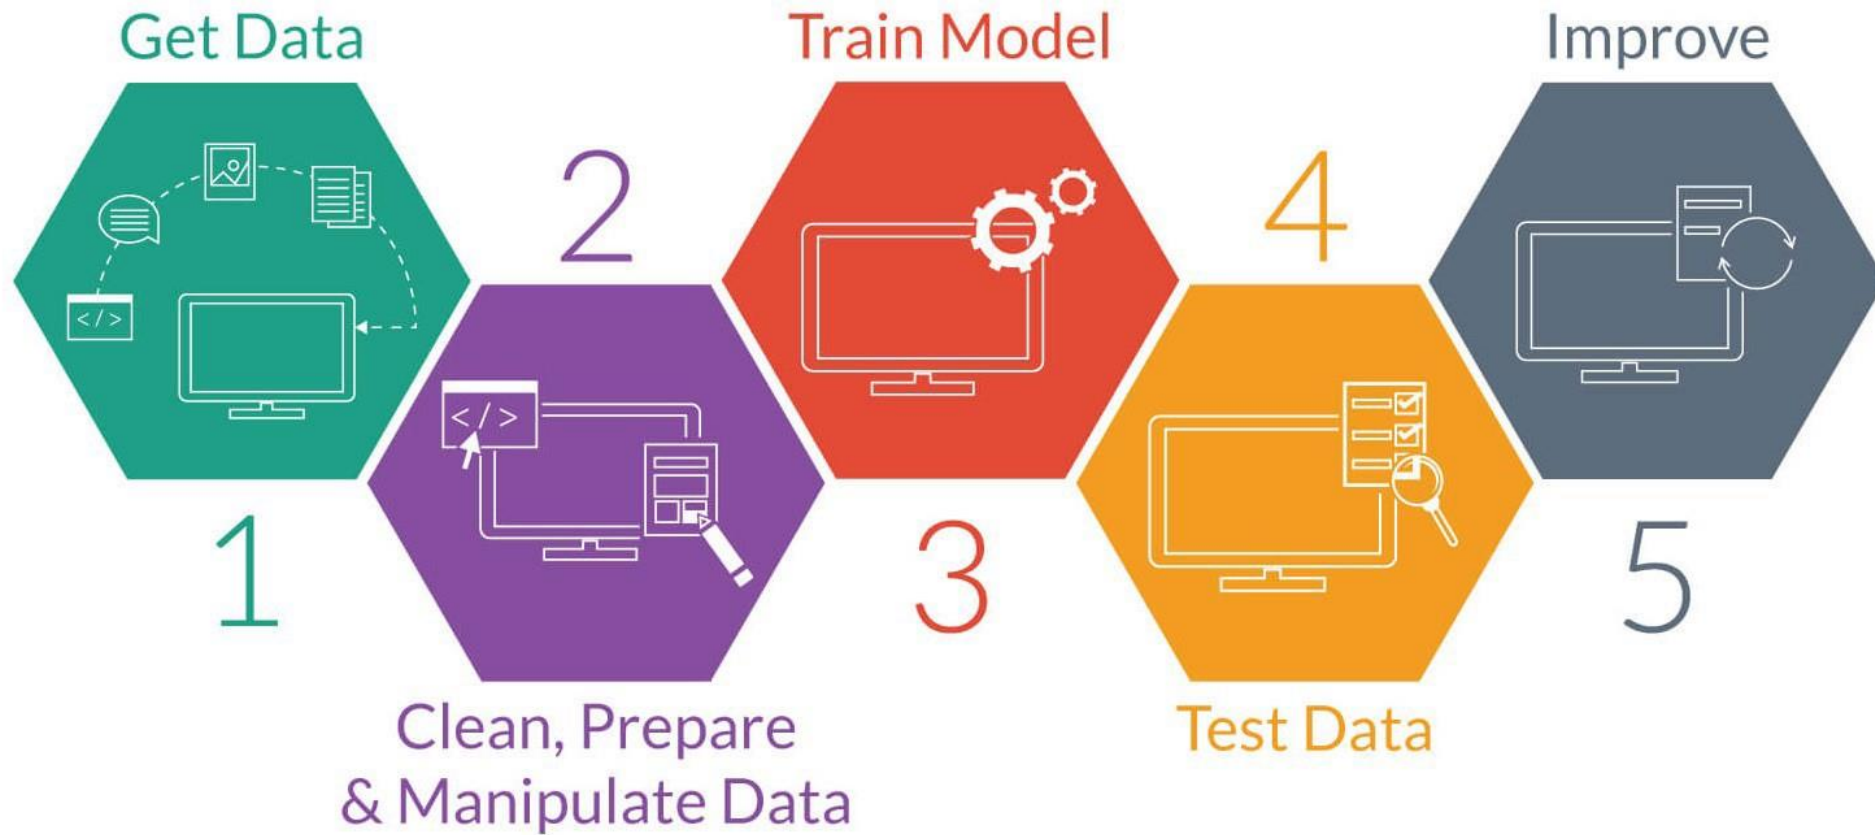 Get Data
</>
1
2
</>
Clean, Prepare
& Manipulate Data
Train Model
3
4
Test Data
Improve
5